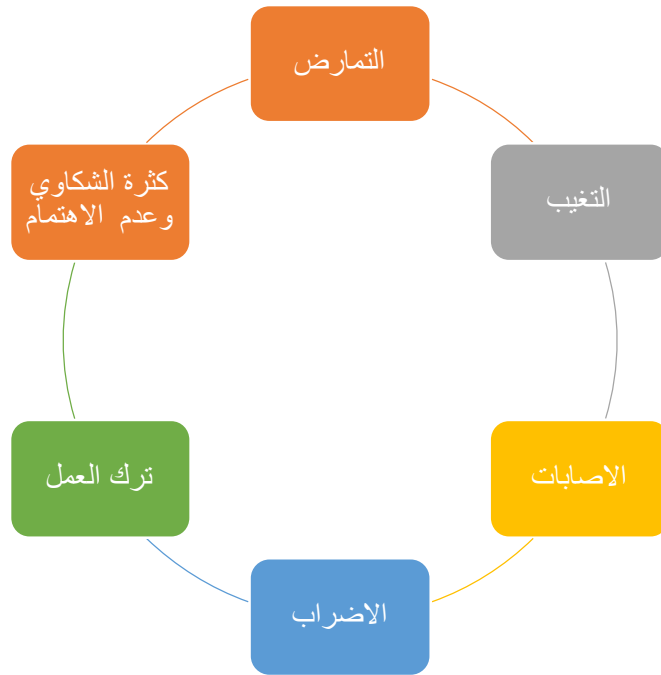 التمارض
التغيب
الاصابات
الاضراب
ترك العمل
كثرة الشكاوي
وعدم الاهتمام